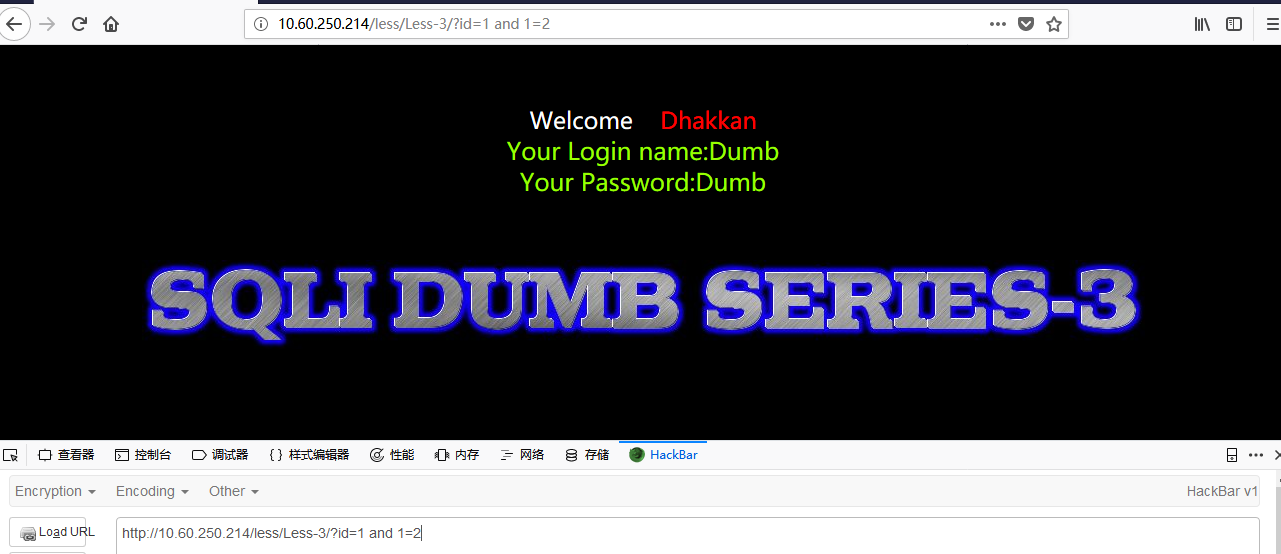 10.60.250.214/less/Less-3/?id=1 and 1=2
Welcome Dhakkan
Your Login name:Dumb
Your Password:Dumb
SQLI DUMB SERIES-3
查看器 控制台 调试器 样式编辑器 性能 内存 网络 存储 HackBar
Encryption Encoding Other HackBar v1
Load URL http://10.60.250.214/less/Less-3/?id=1 and 1=2